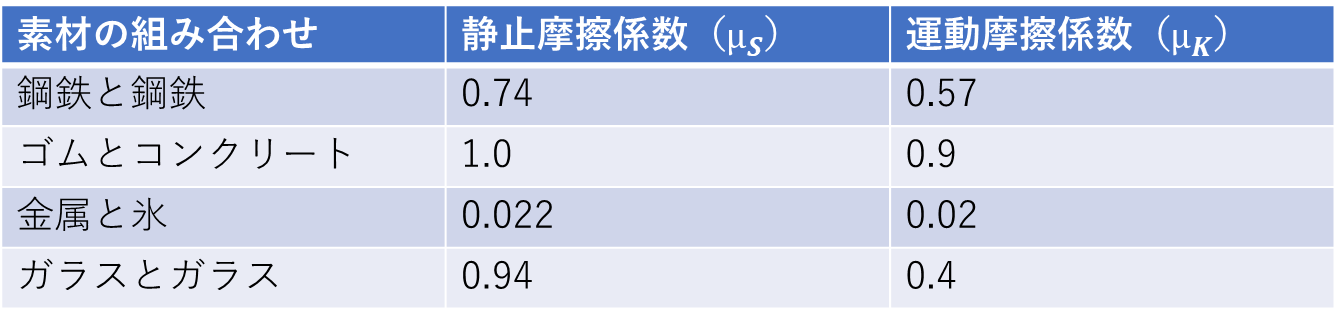 素材の組み合わせ 静止摩擦係数（μS） 運動摩擦係数（μK）
鋼鉄と鋼鉄 0.74 0.57
ゴムとコンクリート 1.0 0.9
金属と氷 0.022 0.02
ガラスとガラス 0.94 0.4